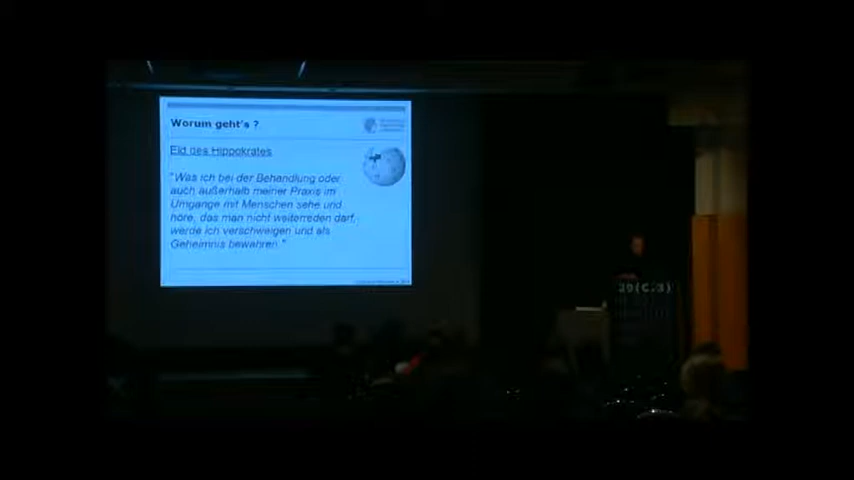 Worum geht's ?
Eid des Hippokrates
"Was ich bei der Behandlung oder
auch außerhalb meiner Praxis im
Umgange mit Menschen sehe und
höre, das man nicht weiterreden darf,
werde ich verschweigen und als
Geheimnis bewahren."
29C3